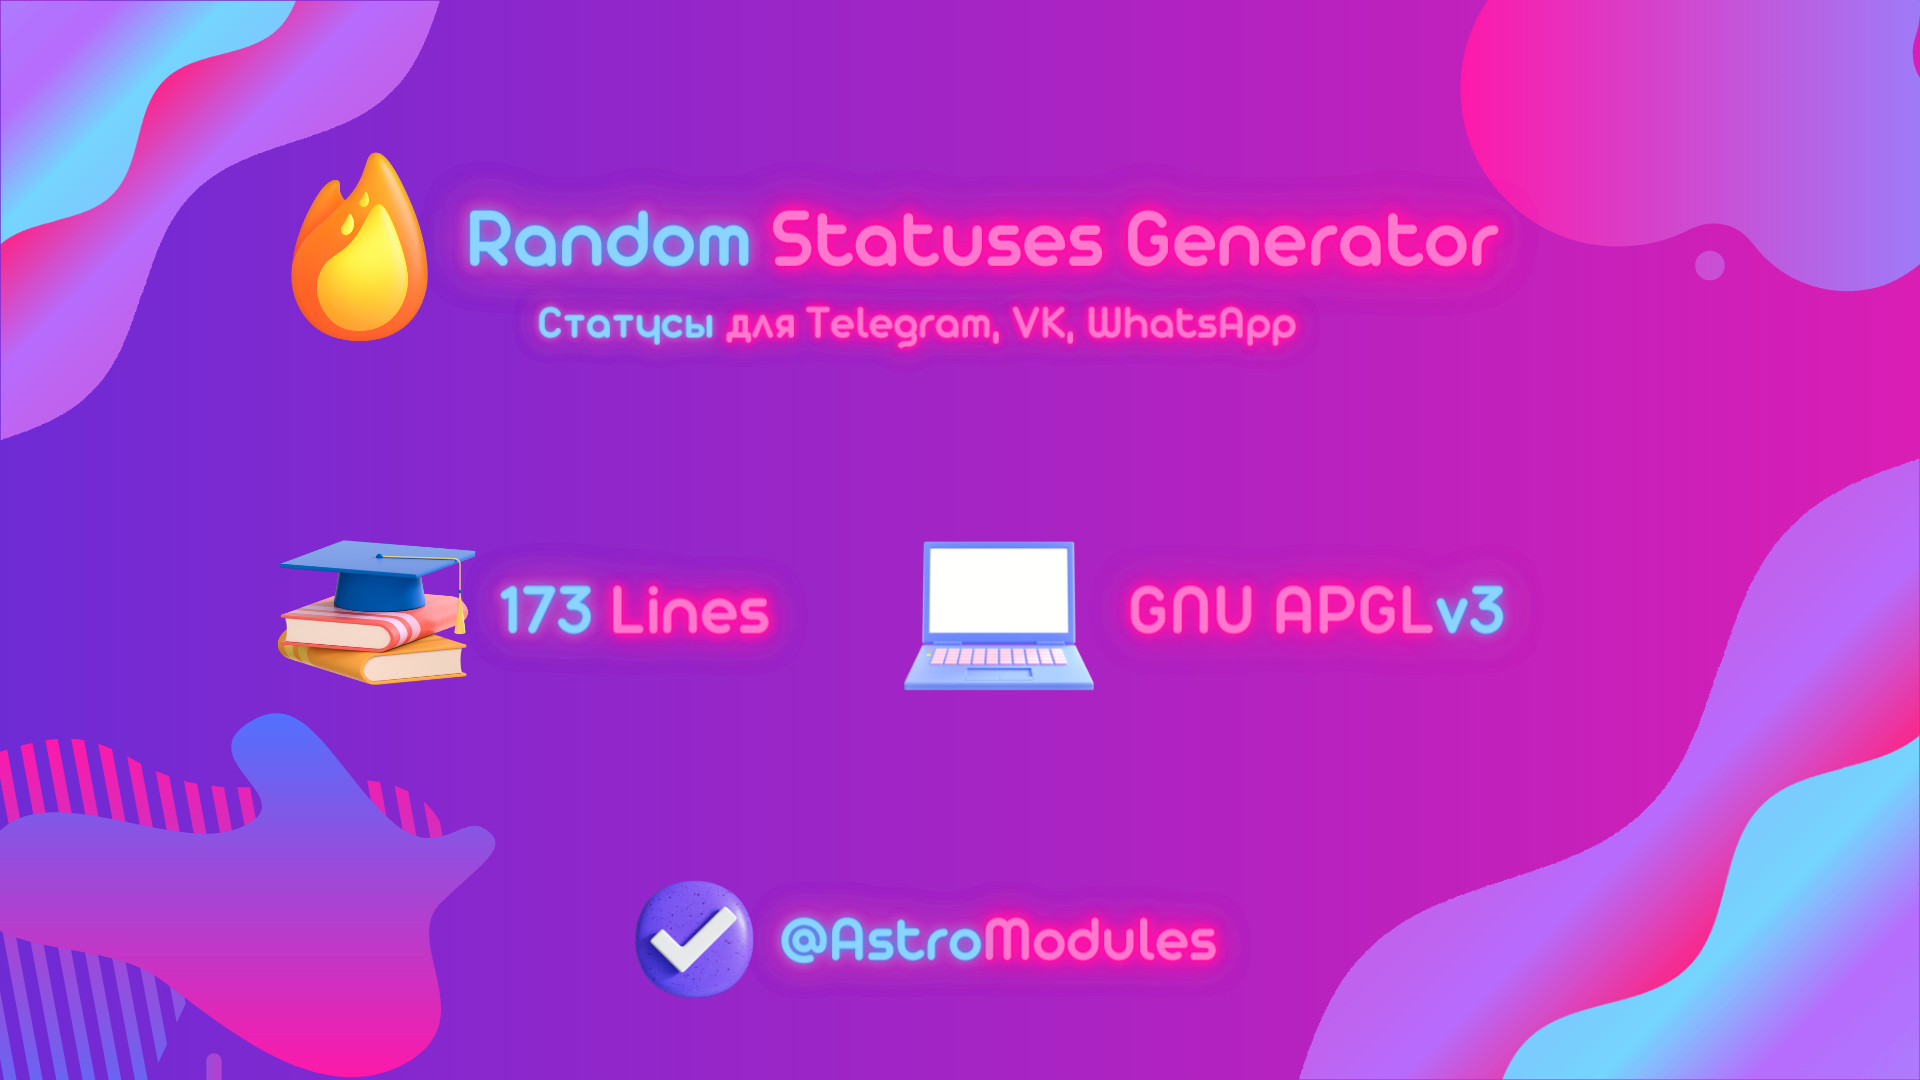 Random Statuses Generator
Статусы для Telegram, VK, WhatsApp
173 Lines
GNU APGLv3
@AstroModules